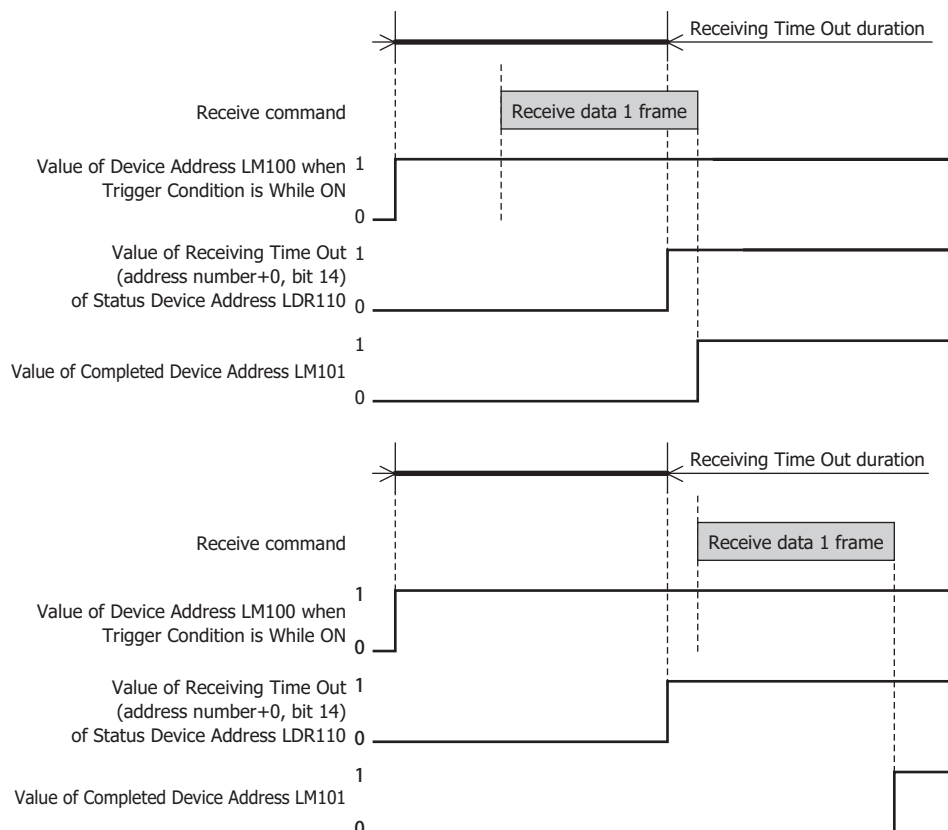 Receiving Time Out duration
Receive command
Receive data 1 frame
Value of Device Address LM100 when
Trigger Condition is While ON
1
0
Value of Receiving Time Out
(address number+0, bit 14)
of Status Device Address LDR110
1
0
Value of Completed Device Address LM101
1
0
Receiving Time Out duration
Receive command
Receive data 1 frame
Value of Device Address LM100 when
Trigger Condition is While ON
1
0
Value of Receiving Time Out
(address number+0, bit 14)
of Status Device Address LDR110
1
0
Value of Completed Device Address LM101
1
0